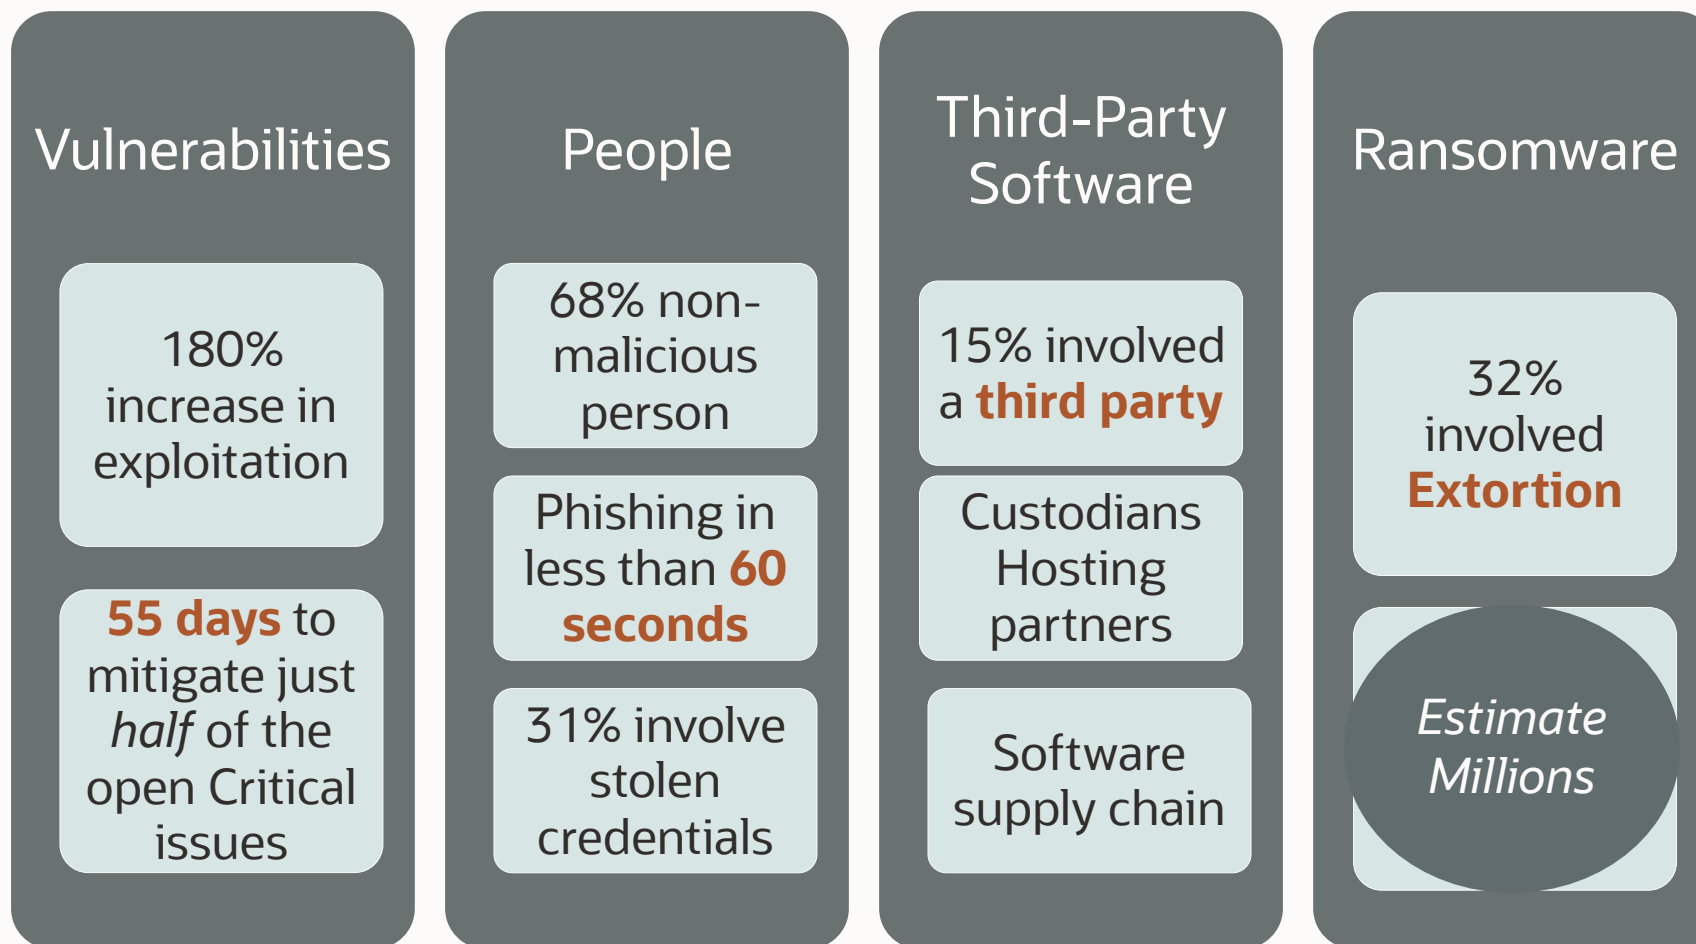 Vulnerabilities
180%
increase in
exploitation
55 days to
mitigate just
half of the
open Critical
issues
People
68% non-
malicious
person
Phishing in
less than 60
seconds
31% involve
stolen
credentials
Third-Party
Software
15% involved
a third party
Custodians
Hosting
partners
Software
supply chain
Ransomware
32%
involved
Extortion
Estimate
Millions